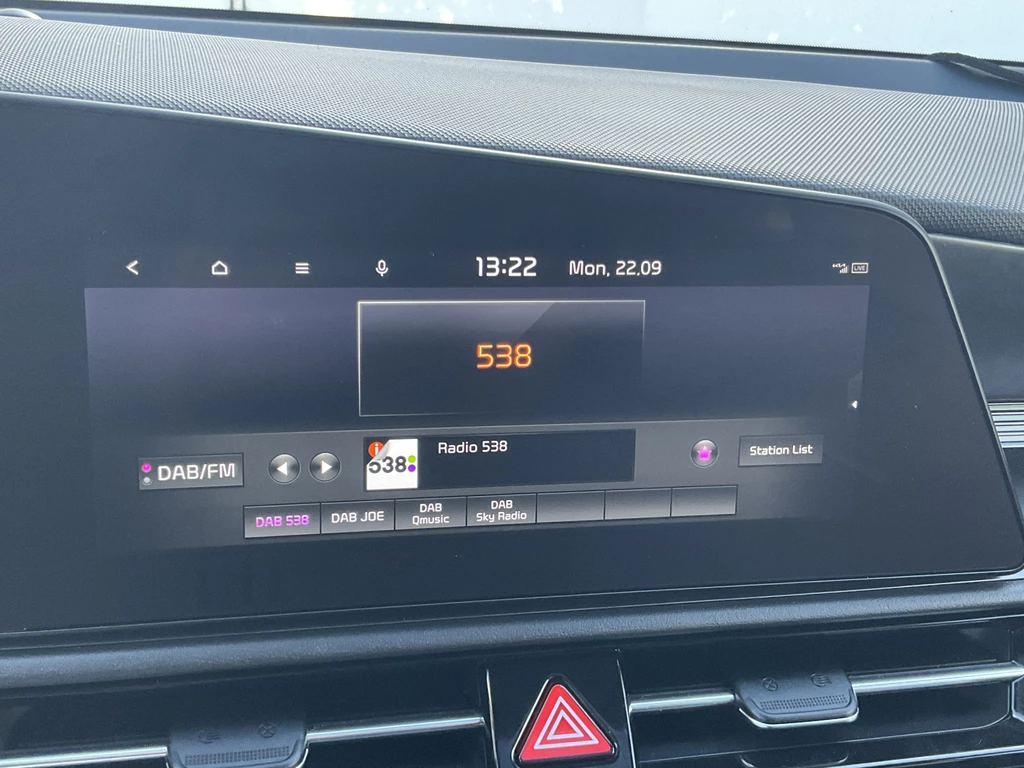 13:22 Mon, 22.09
LIVE
538
DAB/FM
538
Radio 538
Station List
DAB 538
DAB JOE
DAB
Qmusic
DAB
Sky Radio